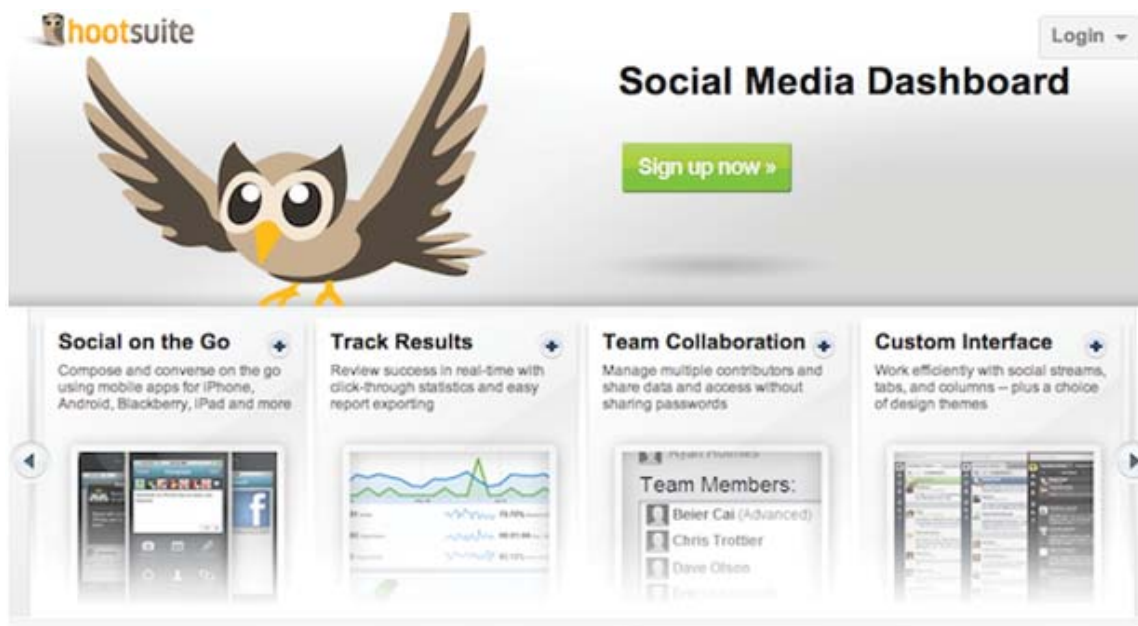 hootsuite
Login
Social Media Dashboard
Sign up now »
Social on the Go
Compose and converse on the go
using mobile apps for iPhone,
Android, Blackberry, iPad and more
Track Results
Review success in real-time with
click-through statistics and easy
report exporting
Team Collaboration
Manage multiple contributors and
share data and access without
sharing passwords
Custom Interface
Work efficiently with social streams,
tabs, and columns – plus a choice
of design themes
Ryan Holmes
Team Members:
Beier Cai (Advanced)
Chris Trottier
Dave Olson